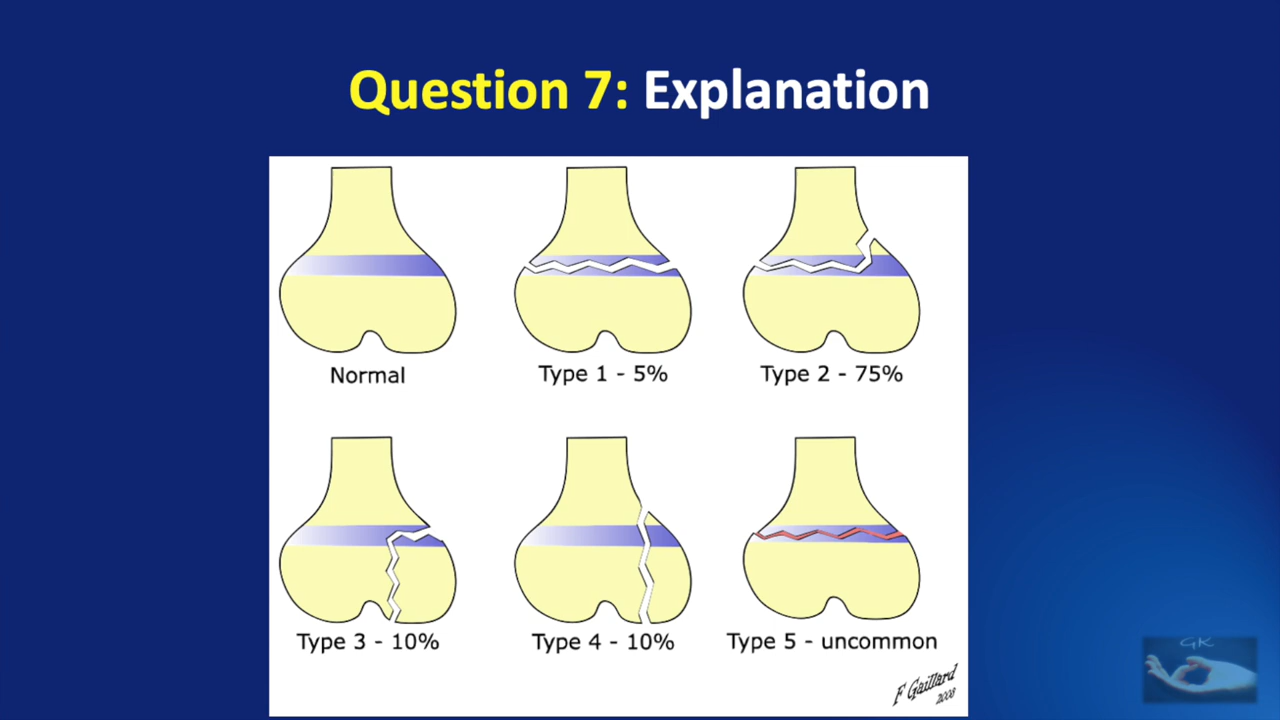 Question 7: Explanation
Normal
Type 1 - 5%
Type 2 - 75%
Type 3 - 10%
Type 4 - 10%
Type 5 - uncommon
F Gaillard
2008
GK